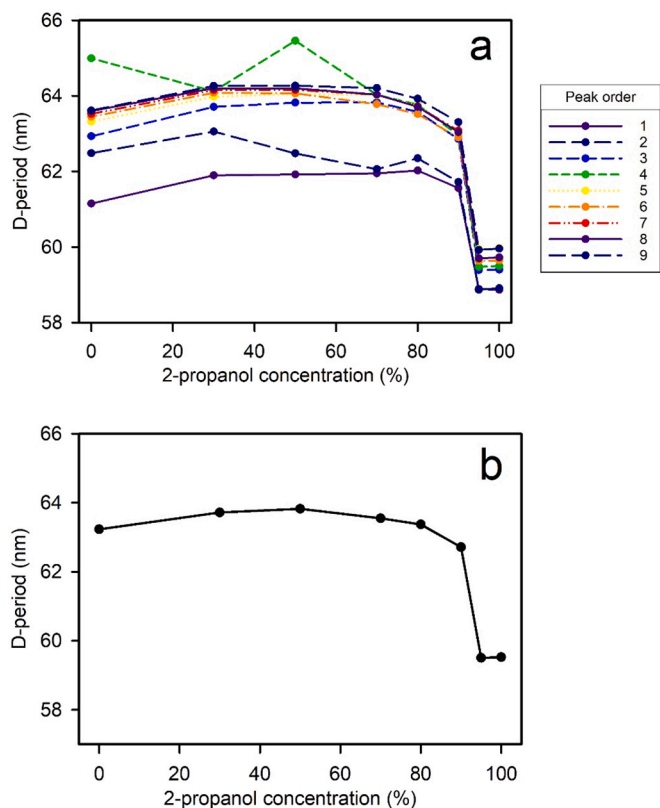 66
64
62
60
58
D-period (nm)
a
0 20 40 60 80 100
2-propanol concentration (%)
Peak order
1
2
3
4
5
6
7
8
9
66
64
62
60
58
D-period (nm)
b
0 20 40 60 80 100
2-propanol concentration (%)